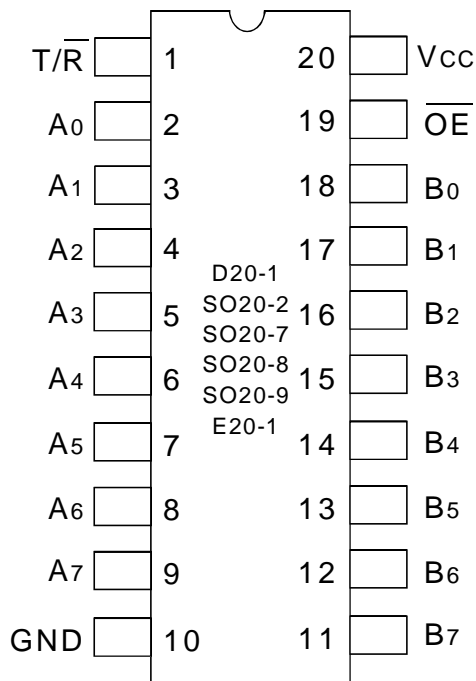 T/R̅ 1 20 VCC
A0 2 19 O̅E̅
A1 3 18 B0
A2 4 17 B1
D20-1
A3 5 SO20-2 16 B2
SO20-7
A4 6 SO20-8 15 B3
SO20-9
E20-1
A5 7 14 B4
A6 8 13 B5
A7 9 12 B6
GND 10 11 B7